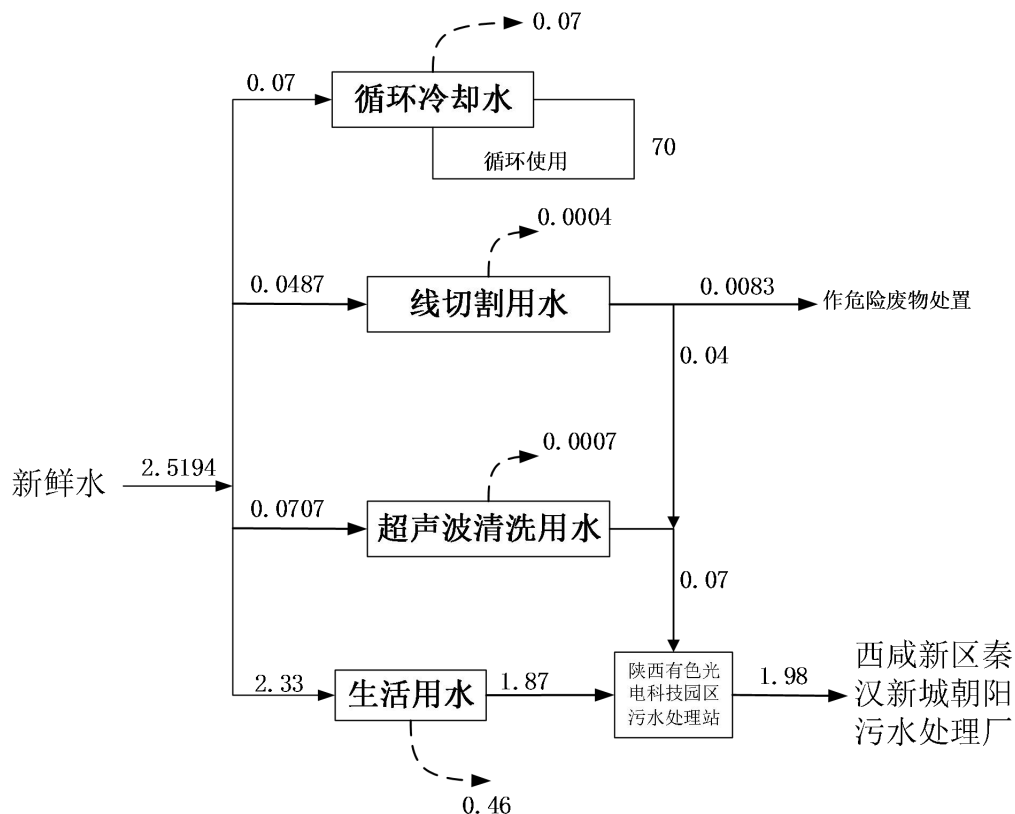 0.07
0.07
循环冷却水
循环使用
70
0.0004
0.0487
线切割用水
0.0083
作危险废物处置
0.04
0.0007
新鲜水
2.5194
0.0707
超声波清洗用水
0.07
2.33
生活用水
1.87
陕西有色光
电科技园区
污水处理站
1.98
西咸新区秦
汉新城朝阳
污水处理厂
0.46